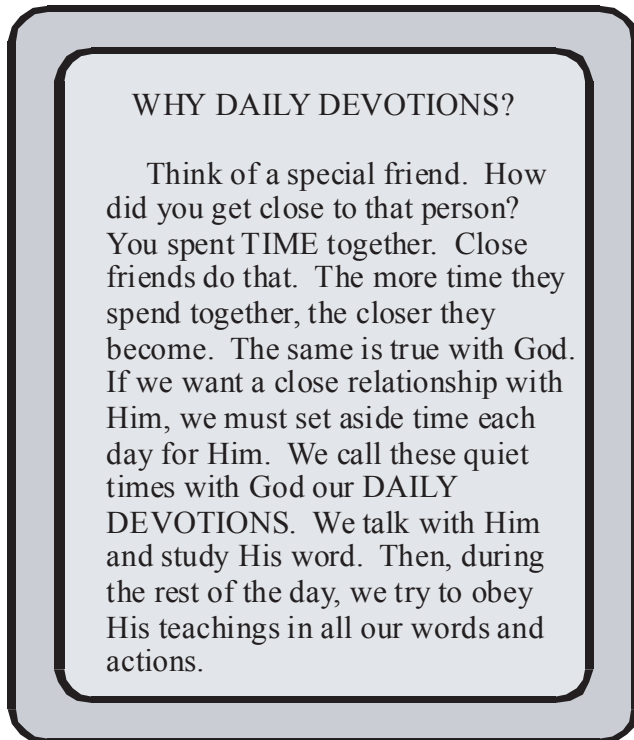 WHY DAILY DEVOTIONS?
Think of a special friend.  How
did you get close to that person?
You spent TIME together.  Close
friends do that.  The more time they
spend together, the closer they
become.  The same is true with God.
If we want a close relationship with
Him, we must set aside time each
day for Him.  We call these quiet
times with God our DAILY
DEVOTIONS.  We talk with Him
and study His word.  Then, during
the rest of the day, we try to obey
His teachings in all our words and
actions.